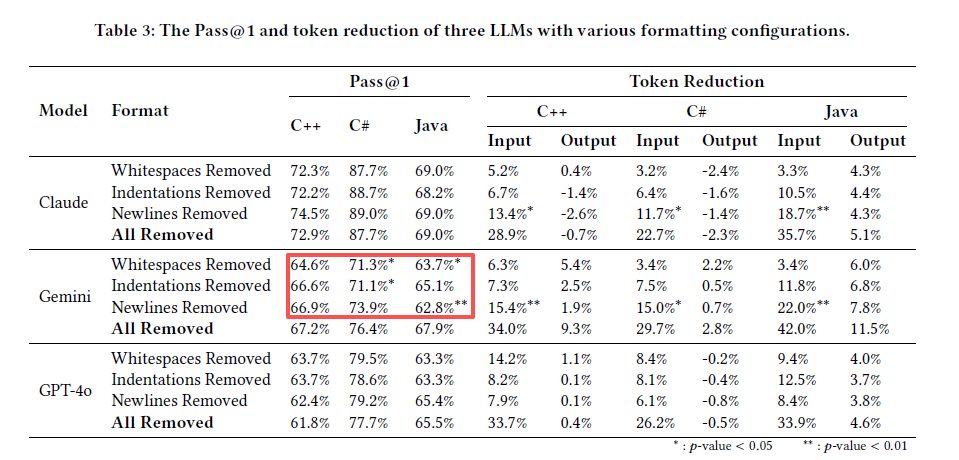 Table 3: The Pass@1 and token reduction of three LLMs with various formatting configurations.
Model Format Pass@1 Token Reduction
C++ C# Java C++ C# Java
Input Output Input Output Input Output
Claude
Whitespaces Removed 72.3% 87.7% 69.0% 5.2% 0.4% 3.2% -2.4% 3.3% 4.3%
Indentations Removed 72.2% 88.7% 68.2% 6.7% -1.4% 6.4% -1.6% 10.5% 4.4%
Newlines Removed 74.5% 89.0% 69.0% 13.4%* -2.6% 11.7%* -1.4% 18.7%** 4.3%
All Removed 72.9% 87.7% 69.0% 28.9% -0.7% 22.7% -2.3% 35.7% 5.1%
Gemini
Whitespaces Removed 64.6% 71.3%* 63.7%* 6.3% 5.4% 3.4% 2.2% 3.4% 6.0%
Indentations Removed 66.6% 71.1%* 65.1% 7.3% 2.5% 7.5% 0.5% 11.8% 6.8%
Newlines Removed 66.9% 73.9% 62.8%** 15.4%** 1.9% 15.0%* 0.7% 22.0%** 7.8%
All Removed 67.2% 76.4% 67.9% 34.0% 9.3% 29.7% 2.8% 42.0% 11.5%
GPT-4o
Whitespaces Removed 63.7% 79.5% 63.3% 14.2% 1.1% 8.4% -0.2% 9.4% 4.0%
Indentations Removed 63.7% 78.6% 63.3% 8.2% 0.1% 8.1% -0.4% 12.5% 3.7%
Newlines Removed 62.4% 79.2% 65.4% 7.9% 0.1% 6.1% -0.8% 8.4% 3.8%
All Removed 61.8% 77.7% 65.5% 33.7% 0.4% 26.2% -0.5% 33.9% 4.6%
* : p-value < 0.05 ** : p-value < 0.01